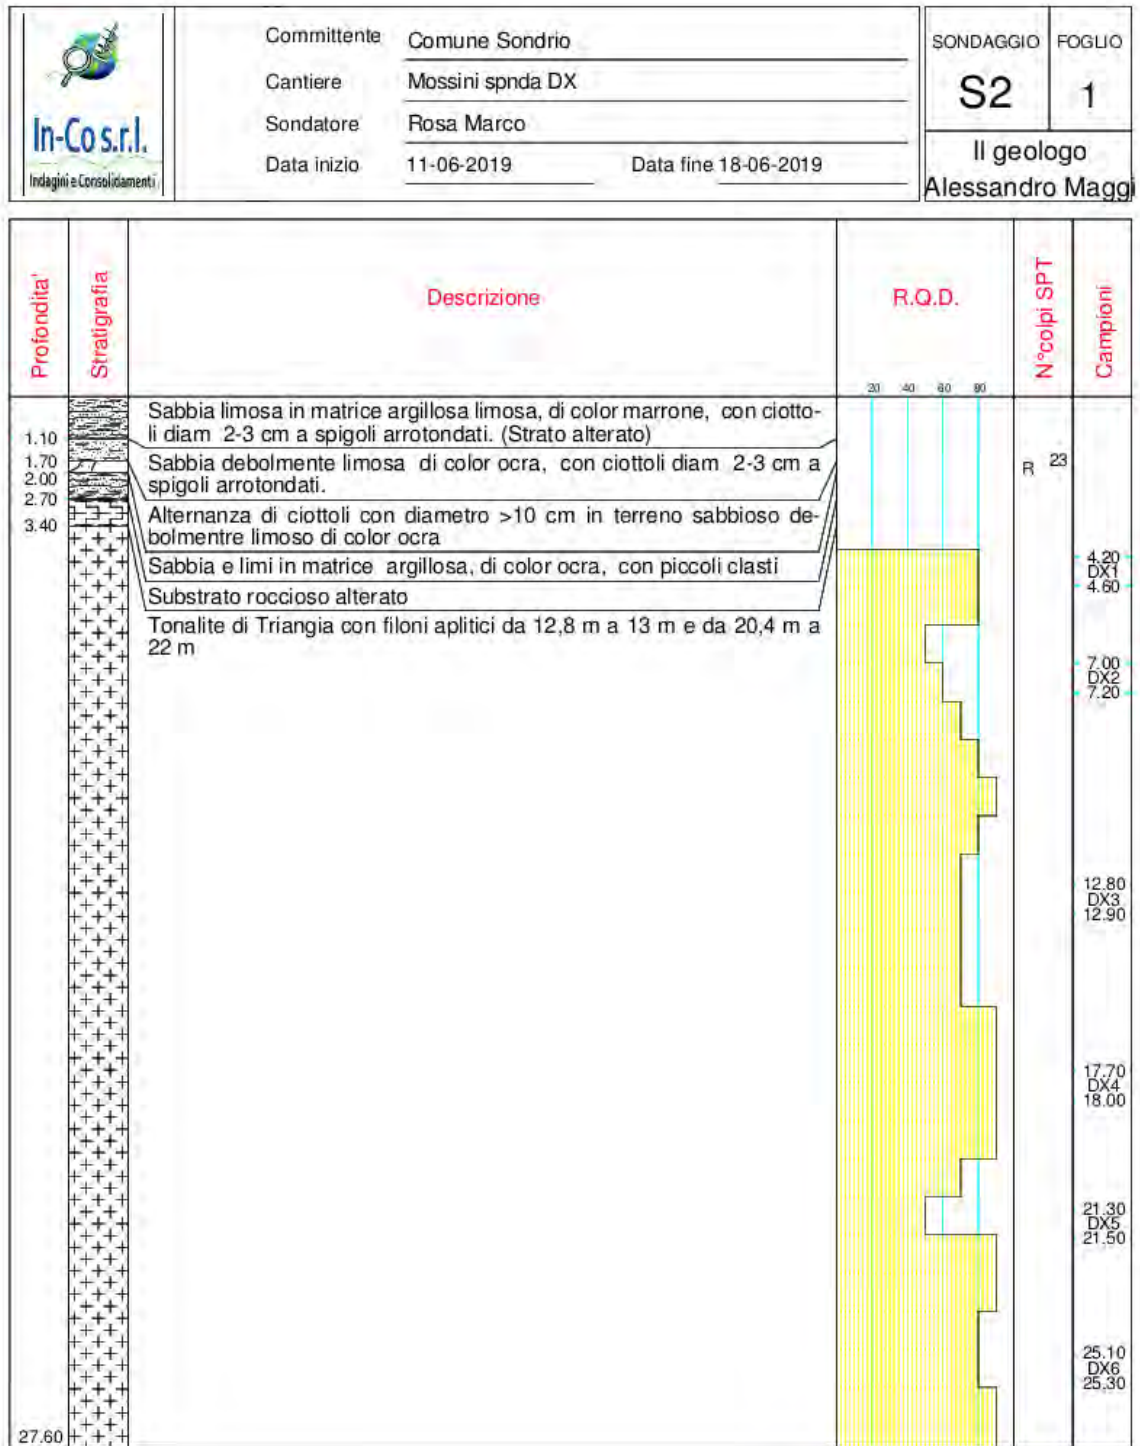 In-Co s.r.l.
Indagini e Consolidamenti
Committente Comune Sondrio
Cantiere Mossini spnda DX
Sondatore Rosa Marco
Data inizio 11-06-2019 Data fine 18-06-2019
SONDAGGIO FOGLIO
S2 1
Il geologo
Alessandro Maggi
Profondita'
Stratigrafia
Descrizione
R.Q.D.
N°colpi SPT
Campioni
20 40 60 80
Sabbia limosa in matrice argillosa limosa, di color marrone, con ciotto-
li diam 2-3 cm a spigoli arrotondati. (Strato alterato)
1.10
Sabbia debolmente limosa di color ocra, con ciottoli diam 2-3 cm a
spigoli arrotondati.
1.70
R 23
2.00
Alternanza di ciottoli con diametro >10 cm in terreno sabbioso de-
bolmentre limoso di color ocra
2.70
3.40
Sabbia e limi in matrice argillosa, di color ocra, con piccoli clasti
Substrato roccioso alterato
Tonalite di Triangia con filoni aplitici da 12,8 m a 13 m e da 20,4 m a
22 m
4.20
DX1
4.60
7.00
DX2
7.20
12.80
DX3
12.90
17.70
DX4
18.00
21.30
DX5
21.50
25.10
DX6
25.30
27.60